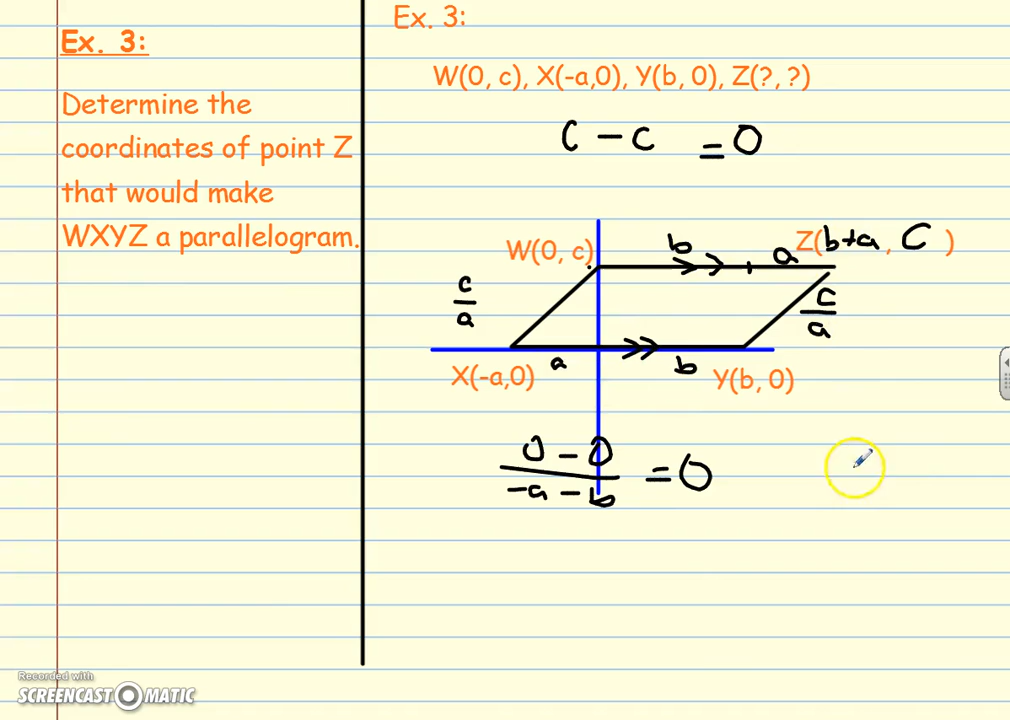 Ex. 3:
Determine the
coordinates of point Z
that would make
WXYZ a parallelogram.
Ex. 3:
W(0, c), X(-a,0), Y(b, 0), Z(?, ?)
C - C = 0
W(0, c)
b
a
Z(b+a, C)
c/a
c/a
a
b
X(-a,0)
Y(b, 0)
0 - 0
-a - b
= 0
Recorded with
SCREENCAST-O-MATIC